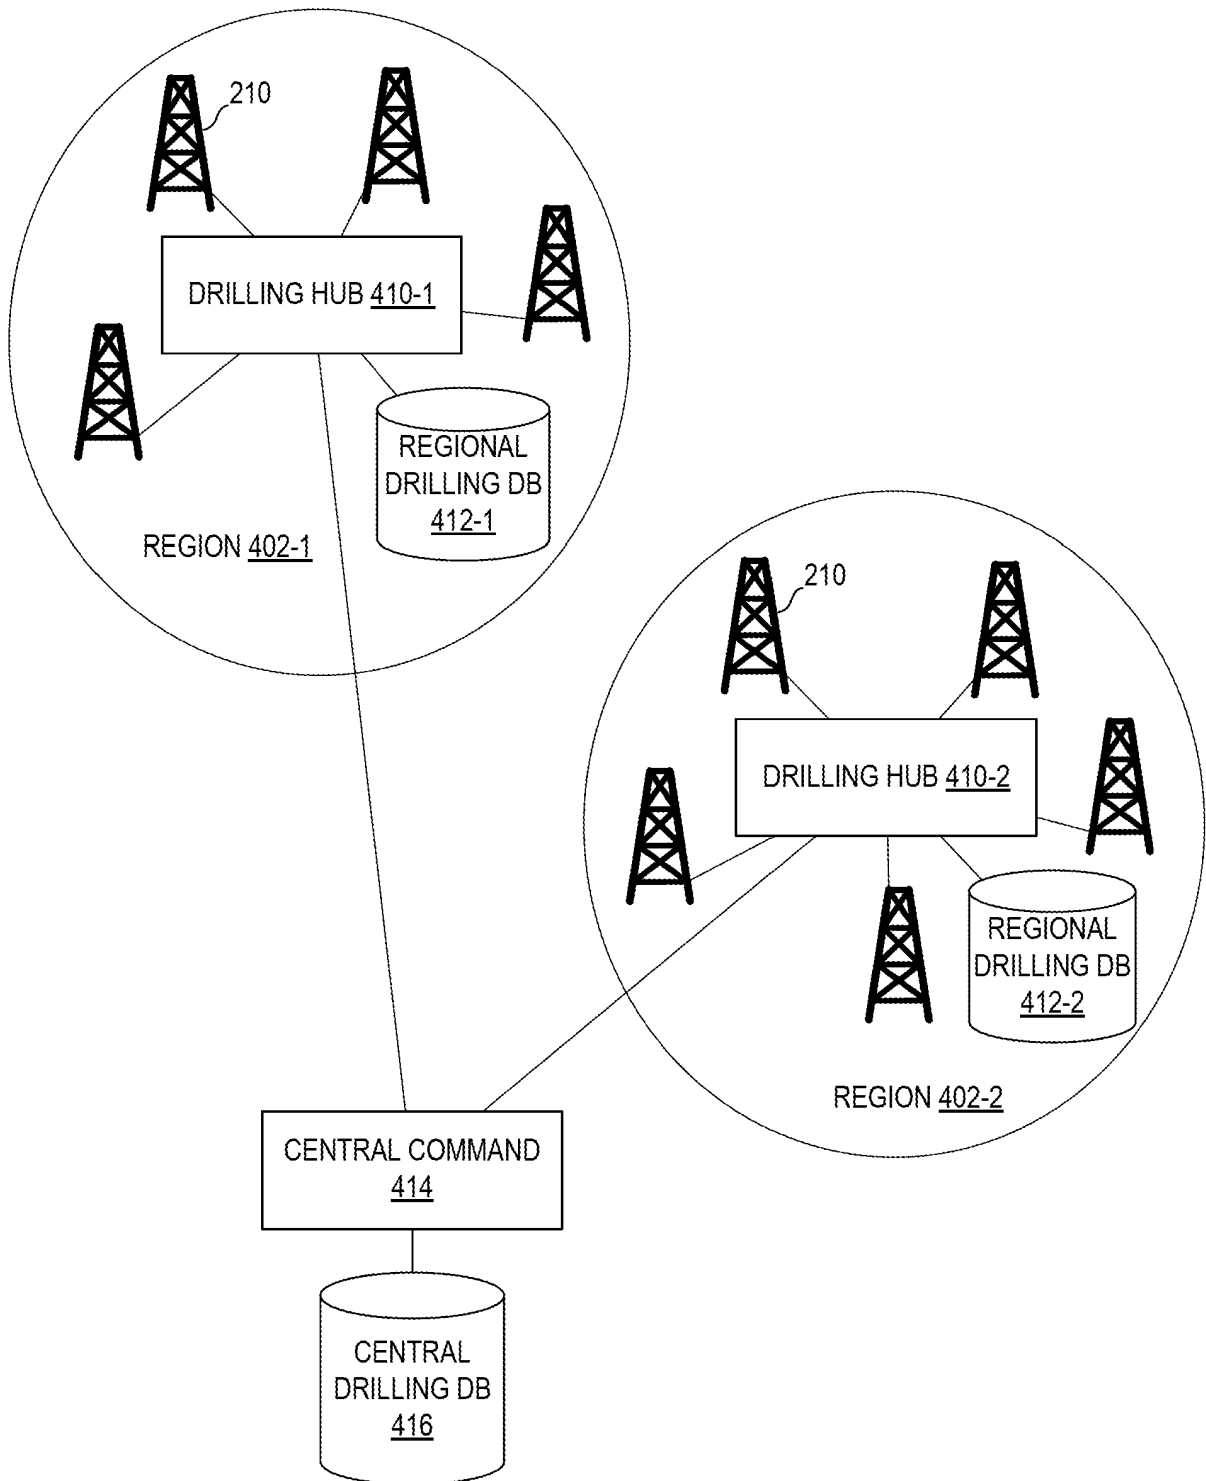 210
DRILLING HUB 410-1
REGIONAL
DRILLING DB
412-1
REGION 402-1
210
DRILLING HUB 410-2
REGIONAL
DRILLING DB
412-2
REGION 402-2
CENTRAL COMMAND
414
CENTRAL
DRILLING DB
416